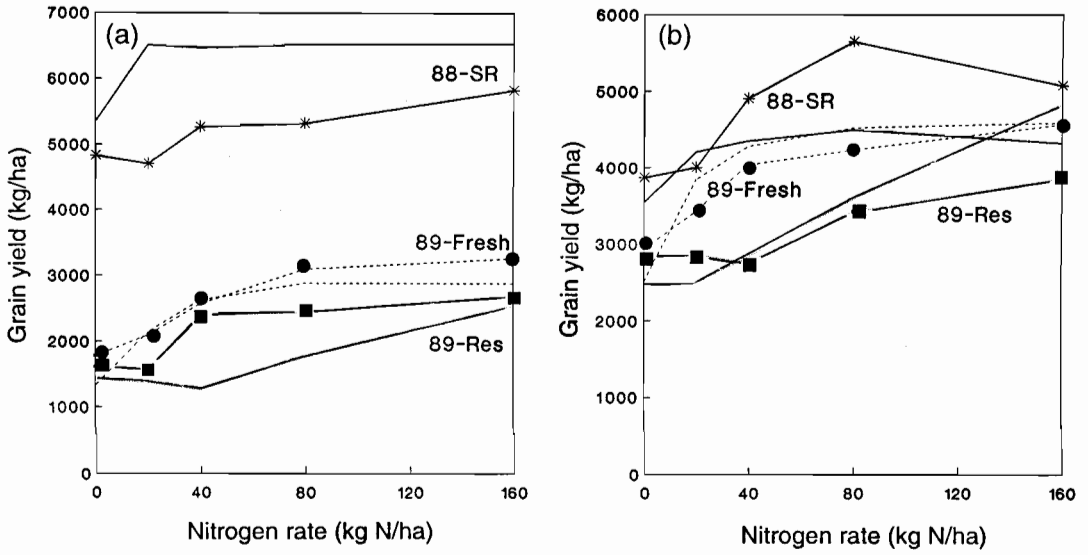 (a)
7000
6000
5000
4000
3000
2000
1000
0
Grain yield (kg/ha)
88-SR
89-Fresh
89-Res
0 40 80 120 160
Nitrogen rate (kg N/ha)
(b)
6000
5000
4000
3000
2000
1000
0
Grain yield (kg/ha)
88-SR
89-Fresh
89-Res
0 40 80 120 160
Nitrogen rate (kg N/ha)